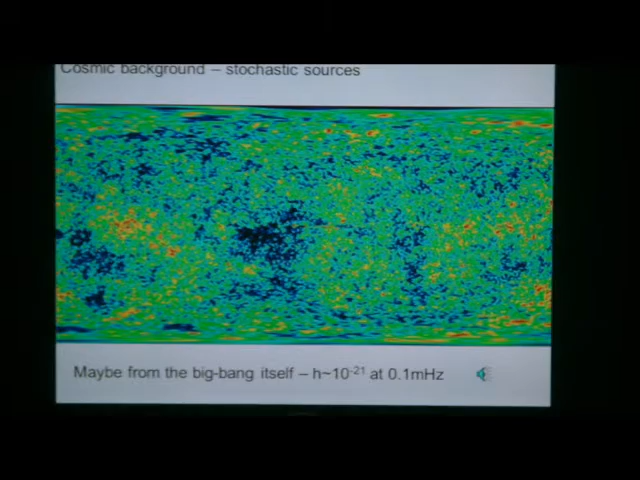 Cosmic background – stochastic sources
Maybe from the big-bang itself – h~10⁻²¹ at 0.1mHz